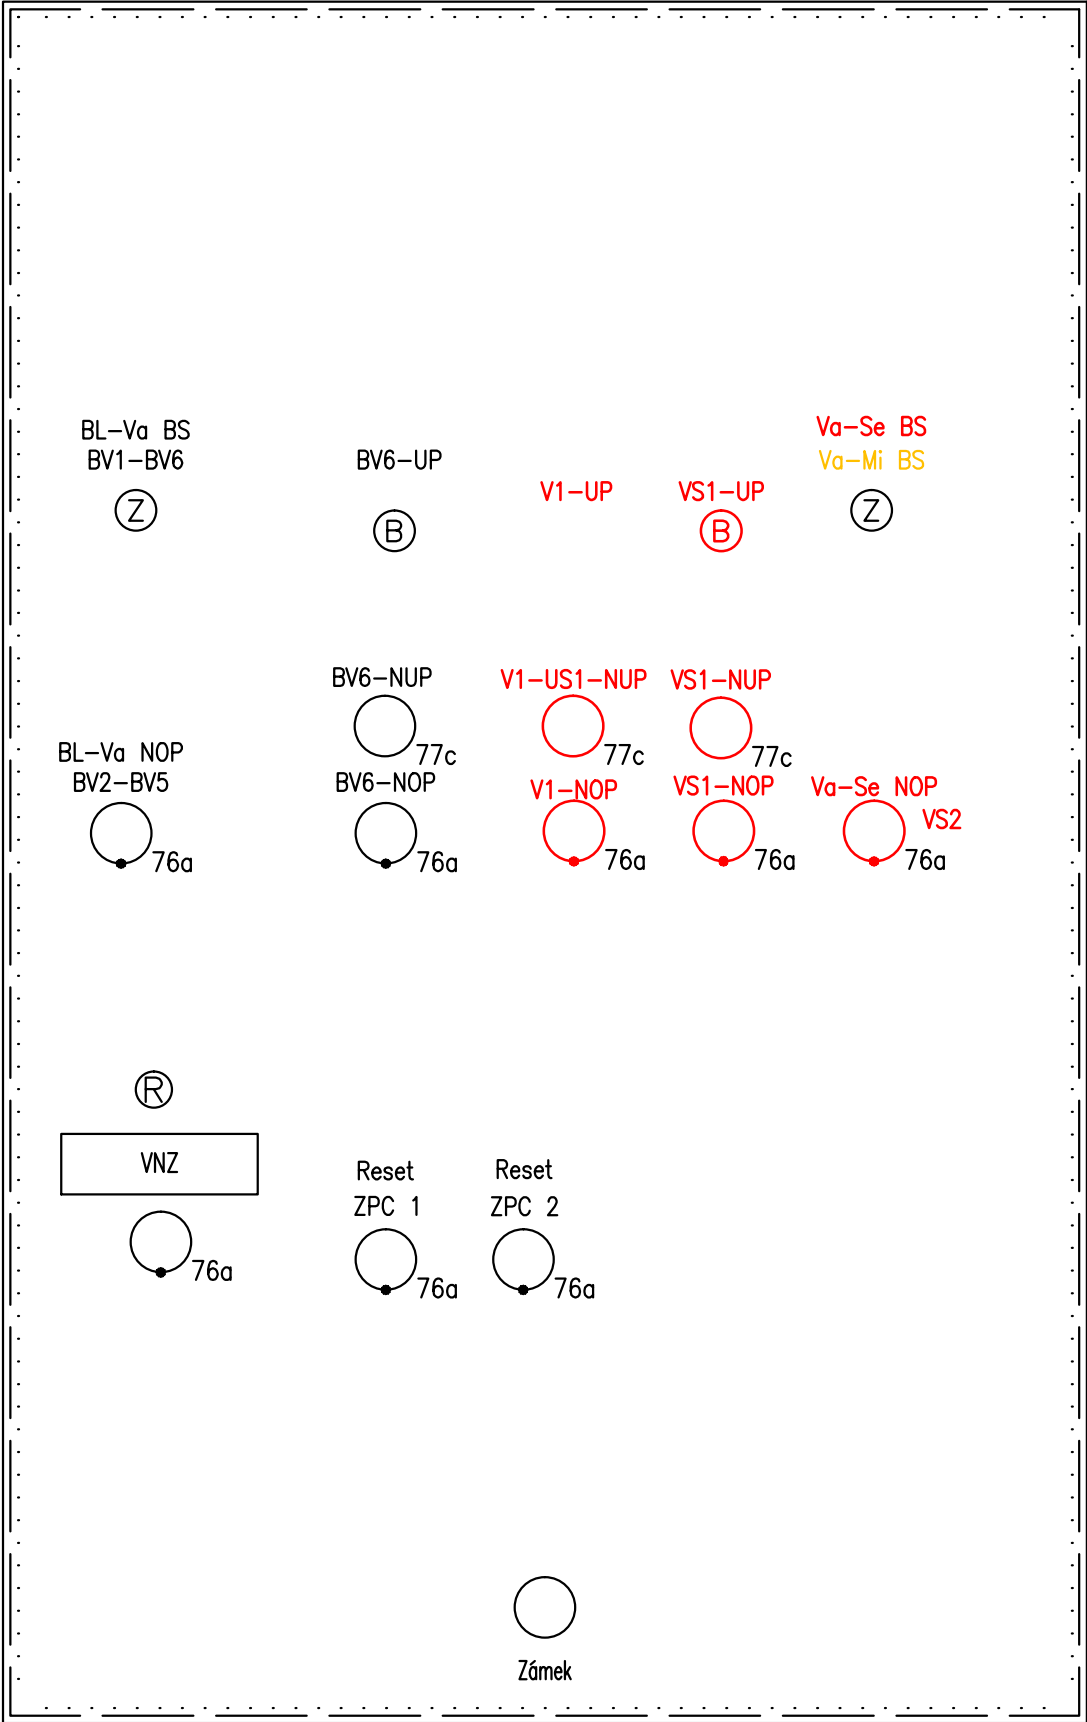 BL-Va BS
BV1-BV6
Z
BV6-UP
B
V1-UP
VS1-UP
B
Va-Se BS
Va-Mi BS
Z
BV6-NUP
77c
V1-US1-NUP
77c
VS1-NUP
77c
BL-Va NOP
BV2-BV5
76a
BV6-NOP
76a
V1-NOP
76a
VS1-NOP
76a
Va-Se NOP
VS2
76a
R
VNZ
76a
Reset
ZPC 1
76a
Reset
ZPC 2
76a
Zámek